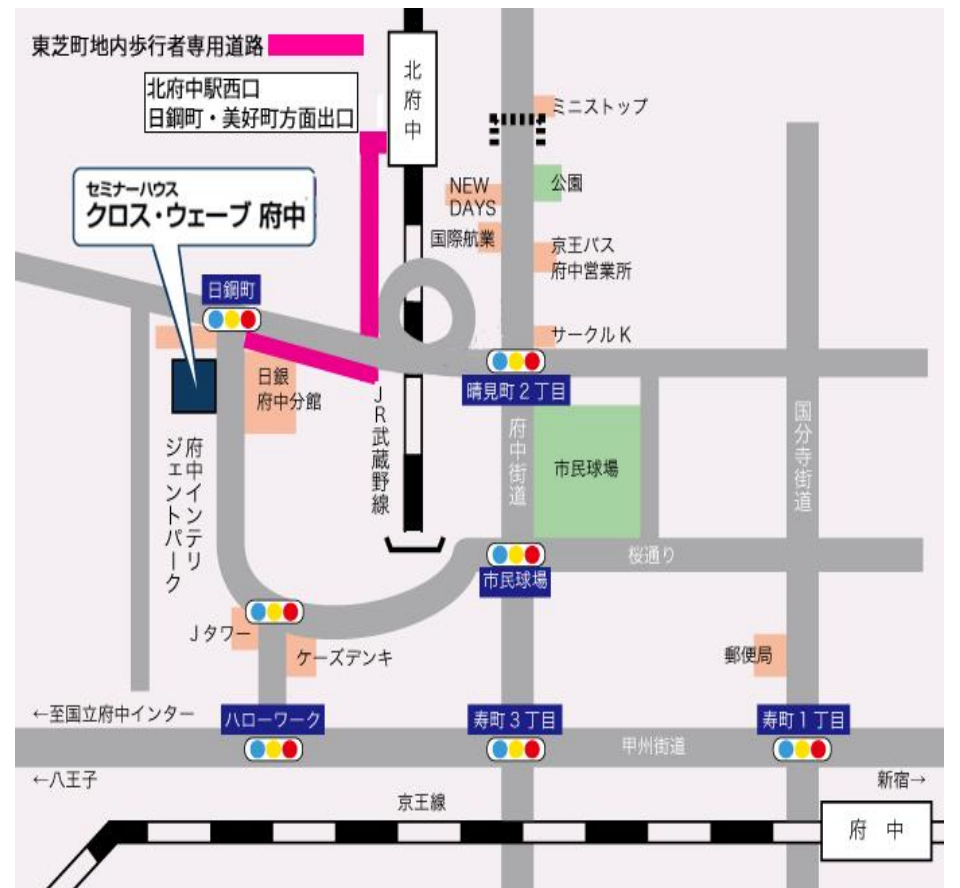 東芝町地内歩行者専用道路
北府中駅西口
日鋼町・美好町方面出口
北府中
ミニストップ
セミナーハウス
クロス・ウェーブ 府中
NEW
DAYS
公園
国際航業
京王バス
府中営業所
日鋼町
サークルK
日銀
府中分館
晴見町2丁目
JR武蔵野線
府中街道
国分寺街道
市民球場
府中インテリ
ジェントパーク
市民球場
桜通り
Jタワー
ケーズデンキ
郵便局
←至国立府中インター
ハローワーク
寿町3丁目
寿町1丁目
甲州街道
←八王子
新宿→
京王線
府中